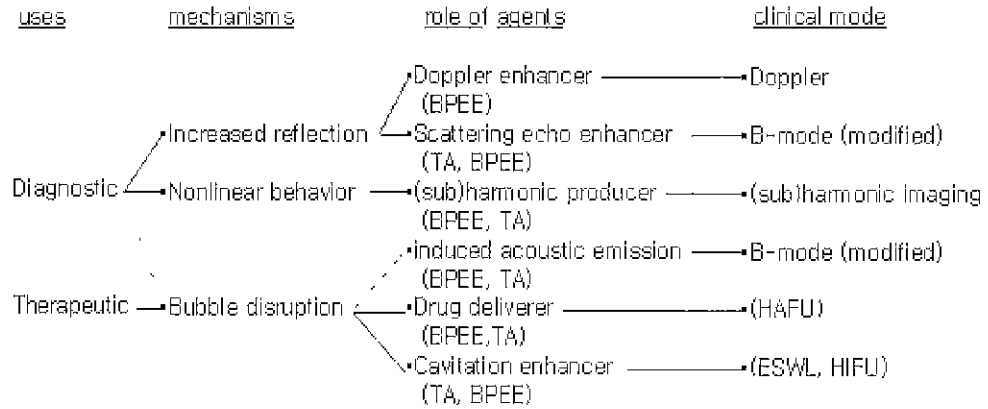 uses mechanisms role of agents clinical mode
Doppler enhancer Doppler
(BPEE)
Increased reflection Scattering echo enhancer B-mode (modified)
(TA, BPEE)
Diagnostic Nonlinear behavior (sub)harmonic producer (sub)harmonic imaging
(BPEE, TA)
induced acoustic emission B-mode (modified)
(BPEE, TA)
Therapeutic Bubble disruption Drug deliverer (HAFU)
(BPEE,TA)
Cavitation enhancer (ESWL, HIFU)
(TA, BPEE)